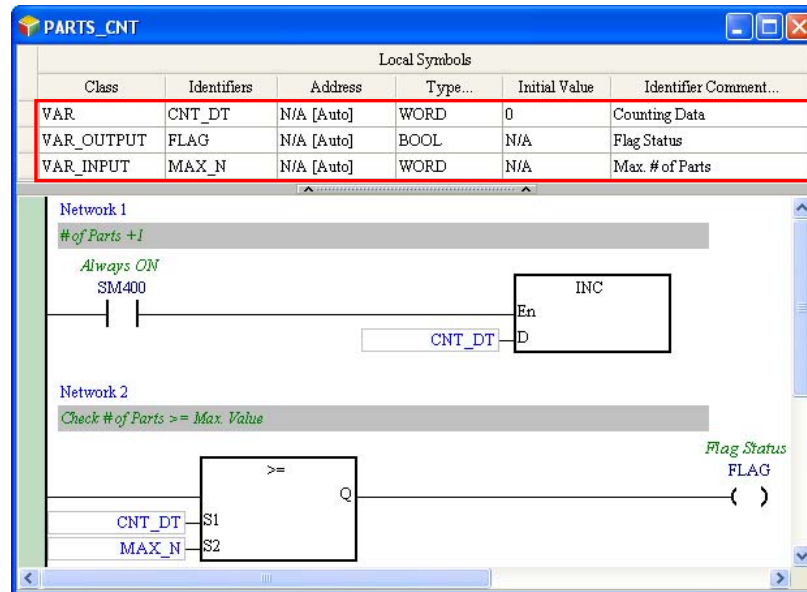 PARTS_CNT
Local Symbols
Class Identifiers Address Type... Initial Value Identifier Comment...
VAR CNT_DT N/A [Auto] WORD 0 Counting Data
VAR_OUTPUT FLAG N/A [Auto] BOOL N/A Flag Status
VAR_INPUT MAX_N N/A [Auto] WORD N/A Max. # of Parts
Network 1
# of Parts +1
Always ON
SM400
INC
En
CNT_DT D
Network 2
Check # of Parts >= Max. Value
Flag Status
>= FLAG
Q
CNT_DT S1
MAX_N S2